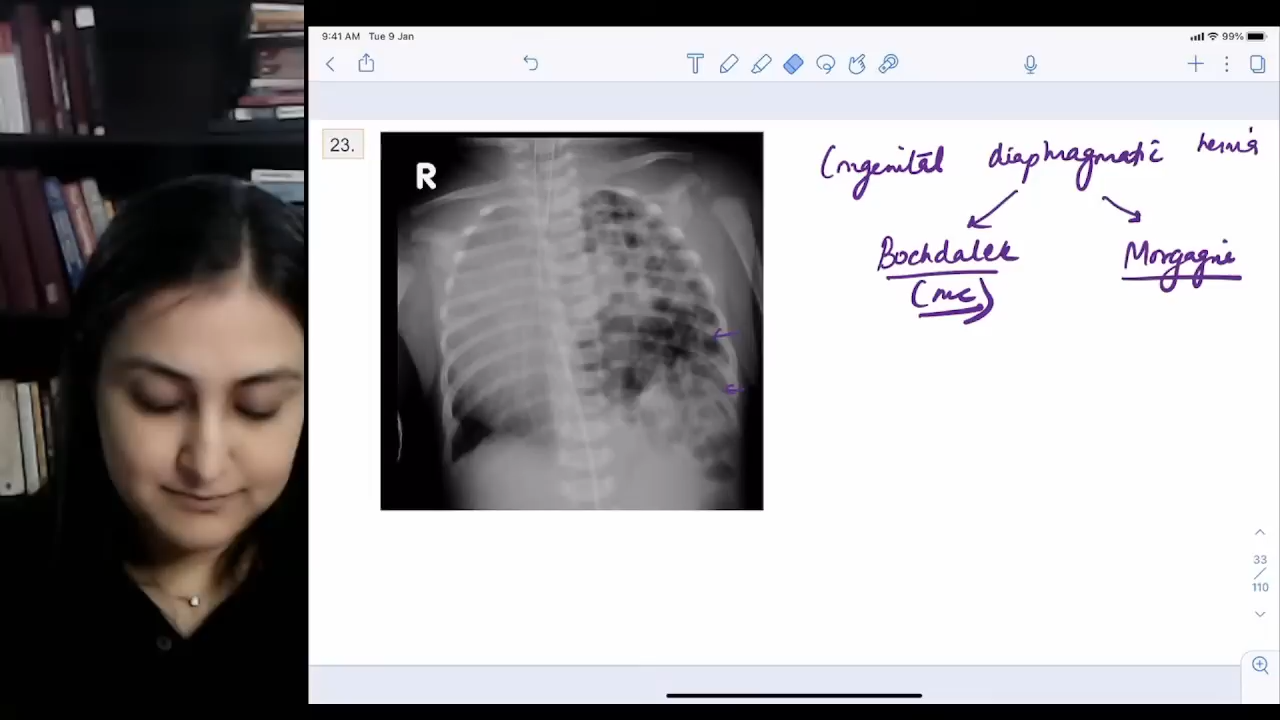 9:41 AM Tue 9 Jan
99%
23.
R
Congenital diaphragmatic hernia
Bochdalek Morgagni
(mc)
33
110